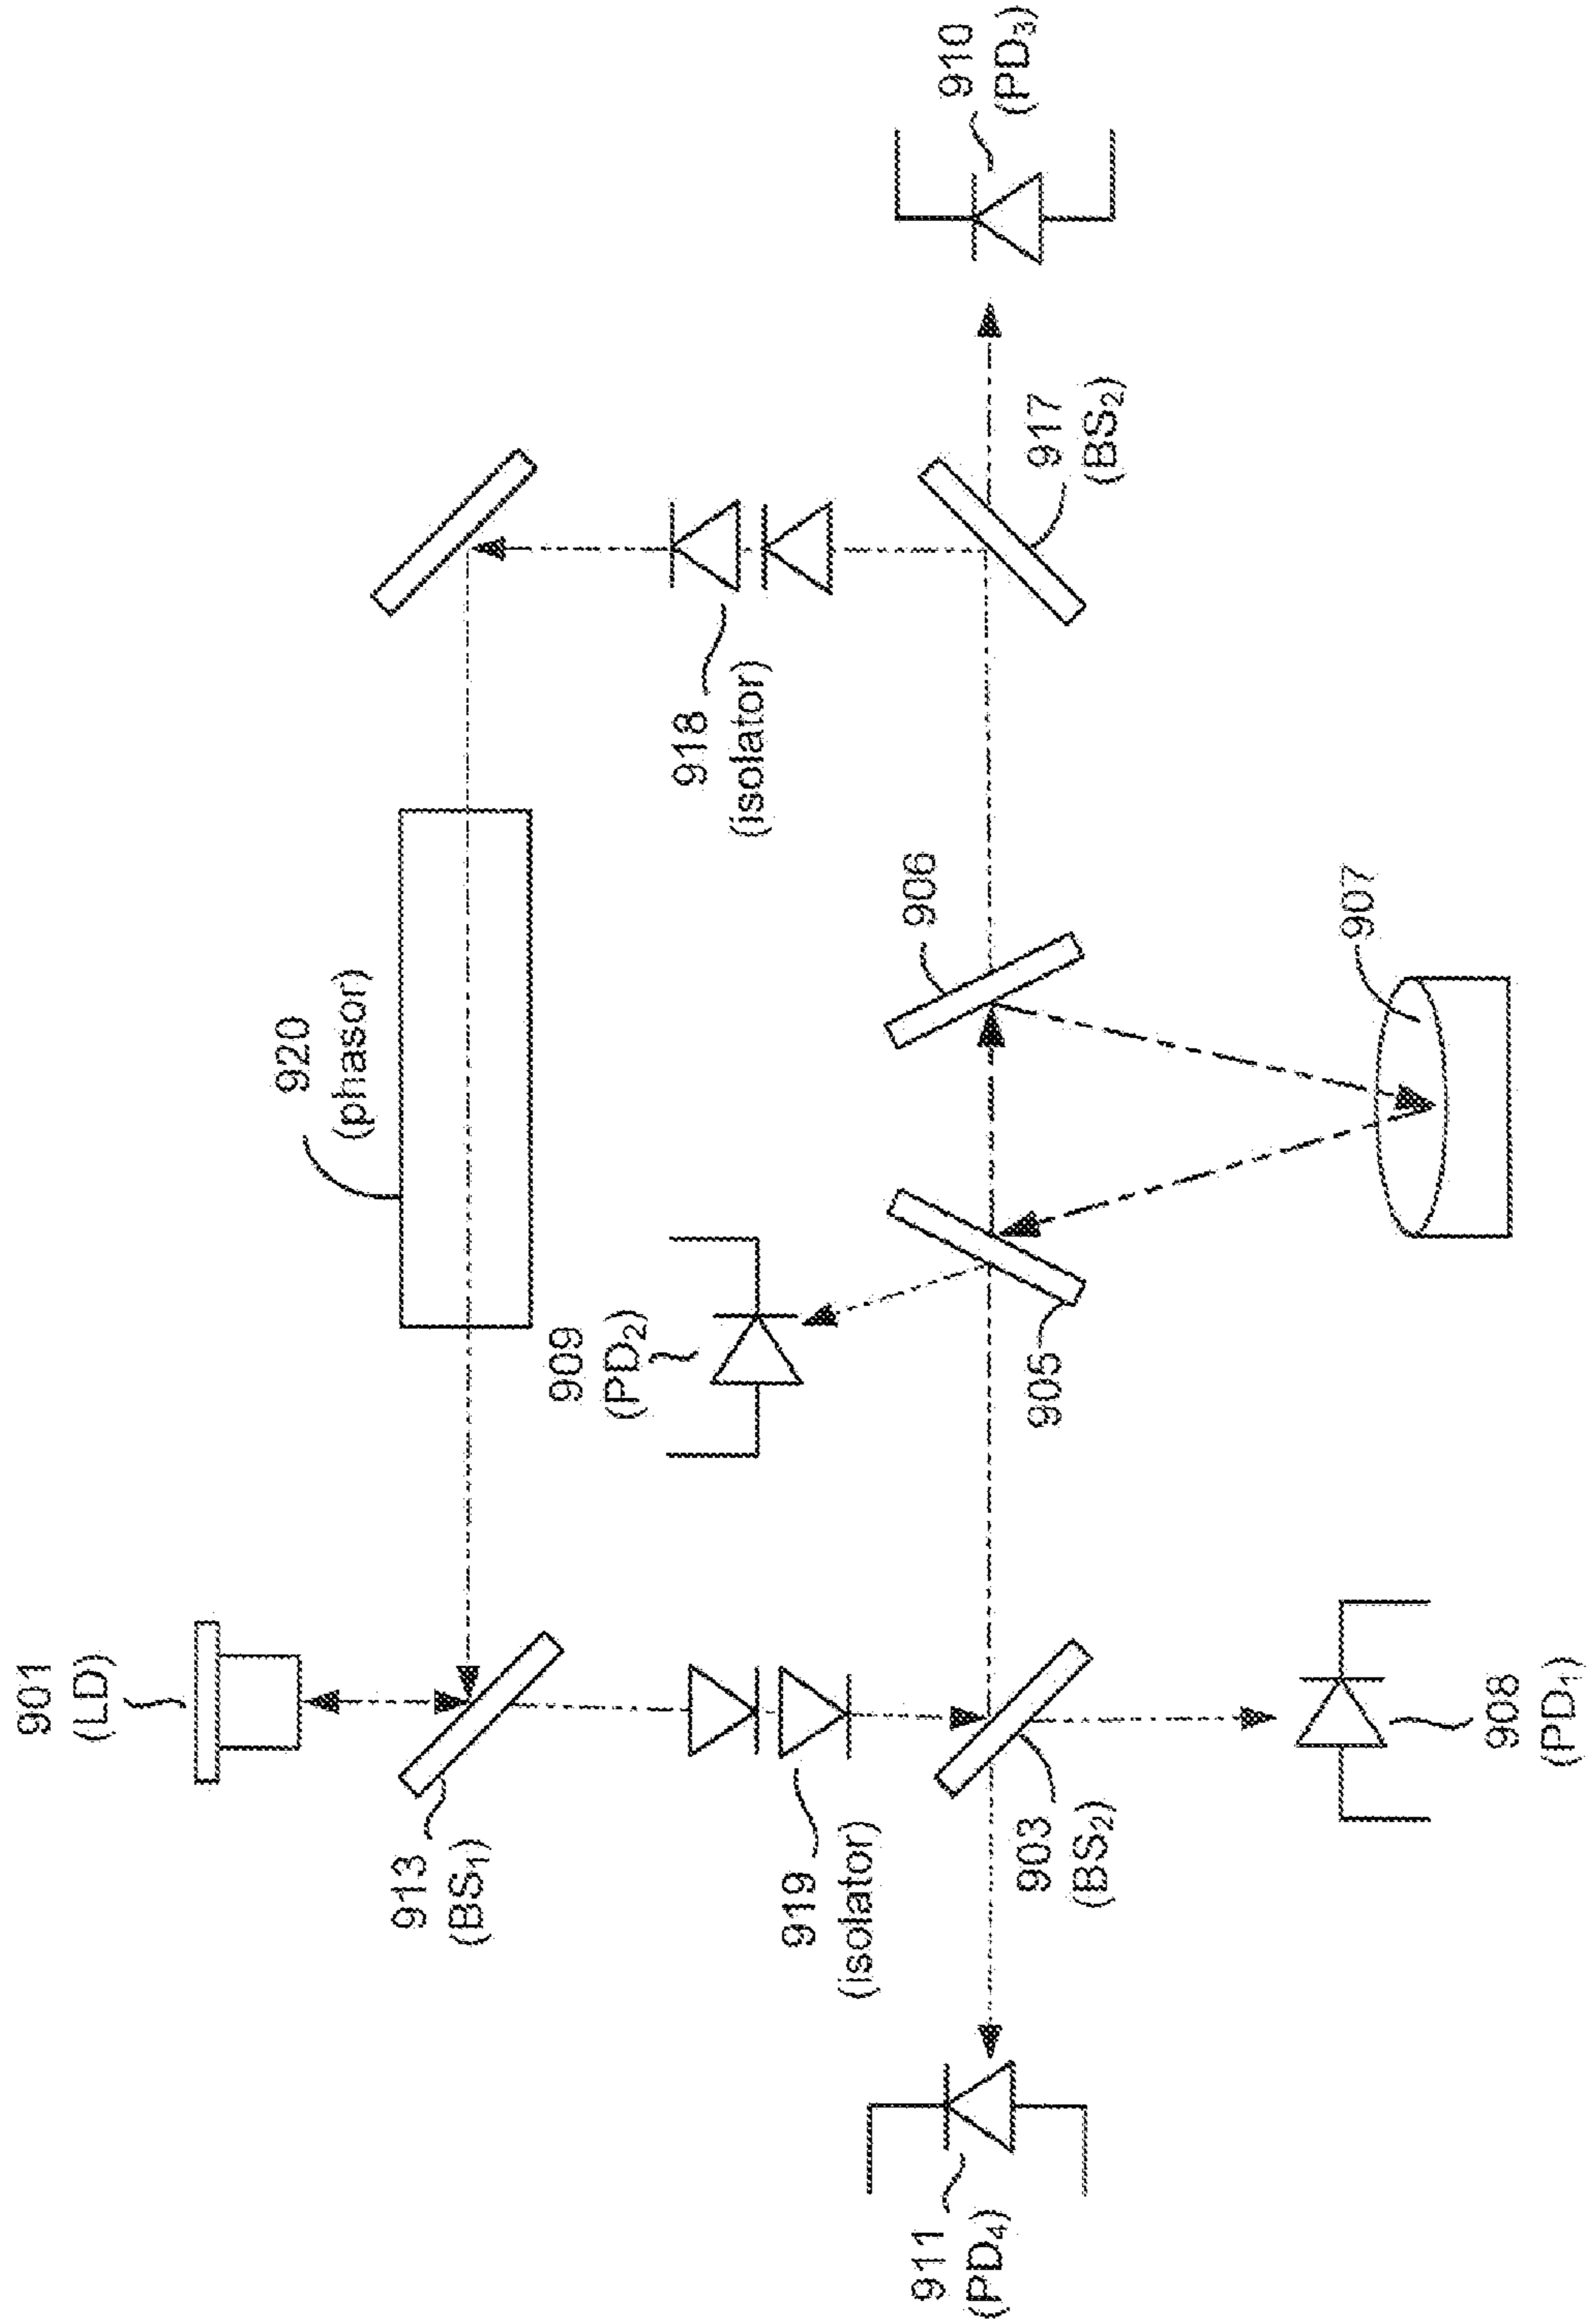 901
(LD)
913
(BS₁)
920
(phasor)
919
(isolator)
918
(isolator)
909
(PD₂)
911
(PD₄)
903
(BS₂)
905
906
917
(BS₂)
910
(PD₃)
908
(PD₁)
907